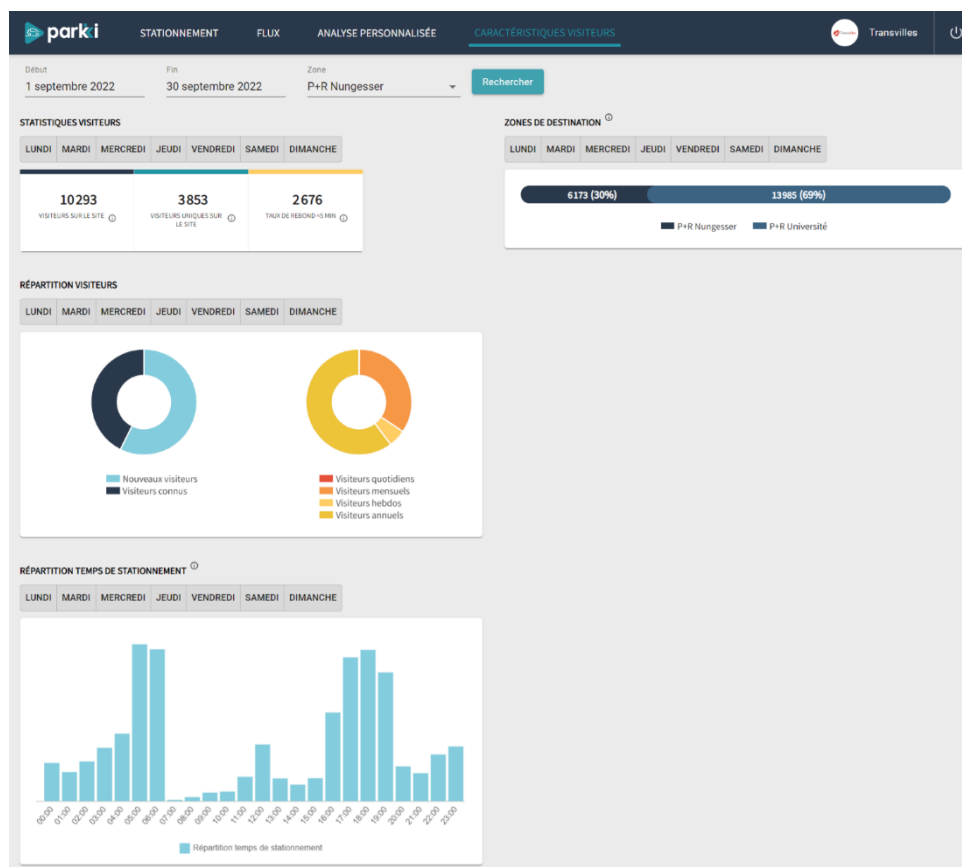 parkki
STATIONNEMENT FLUX ANALYSE PERSONNALISÉE CARACTÉRISTIQUES VISITEURS Transvilles
Début Fin Zone
1 septembre 2022 30 septembre 2022 P+R Nungesser Rechercher
STATISTIQUES VISITEURS
LUNDI MARDI MERCREDI JEUDI VENDREDI SAMEDI DIMANCHE
10293 3853 2676
VISITEURS SUR LE SITE VISITEURS UNIQUES SUR TAUX DE REBOND <5 MIN
LE SITE
ZONES DE DESTINATION
LUNDI MARDI MERCREDI JEUDI VENDREDI SAMEDI DIMANCHE
6173 (30%) 13985 (69%)
P+R Nungesser P+R Université
RÉPARTITION VISITEURS
LUNDI MARDI MERCREDI JEUDI VENDREDI SAMEDI DIMANCHE
Nouveaux visiteurs
Visiteurs connus
Visiteurs quotidiens
Visiteurs mensuels
Visiteurs hebdos
Visiteurs annuels
RÉPARTITION TEMPS DE STATIONNEMENT
LUNDI MARDI MERCREDI JEUDI VENDREDI SAMEDI DIMANCHE
00:00 01:00 02:00 03:00 04:00 05:00 06:00 07:00 08:00 09:00 10:00 11:00 12:00 13:00 14:00 15:00 16:00 17:00 18:00 19:00 20:00 21:00 22:00 23:00
Répartition temps de stationnement